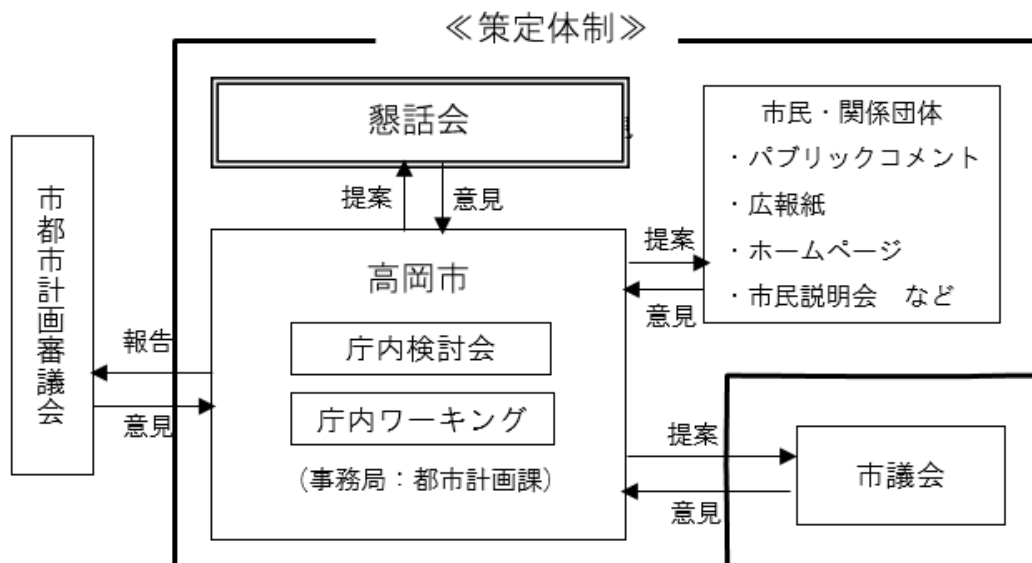 ≪策定体制≫
懇話会
提案
意見
市都市計画審議会
報告
意見
高岡市
庁内検討会
庁内ワーキング
(事務局：都市計画課)
提案
意見
市民・関係団体
・パブリックコメント
・広報紙
・ホームページ
・市民説明会　など
提案
意見
市議会